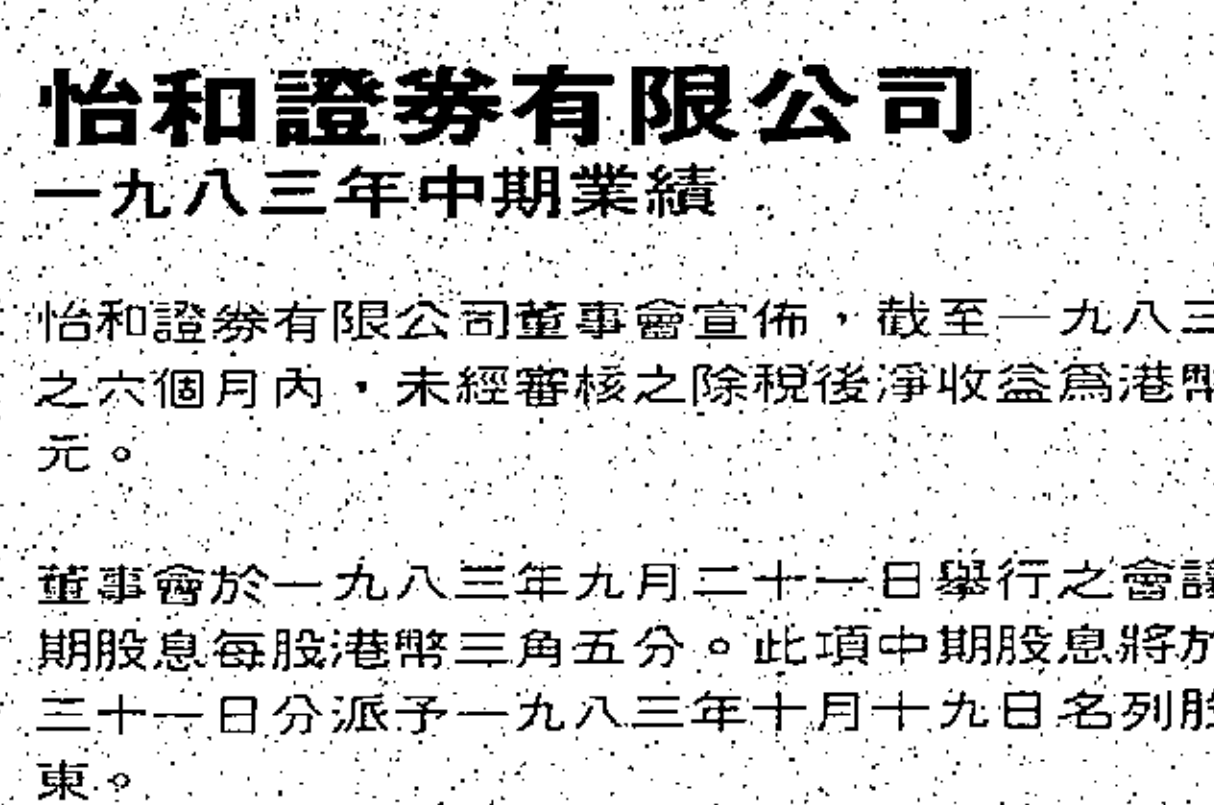 怡和證券有限公司
一九八三年中期業績
怡和證券有限公司董事會宣佈，截至一九八三
之六個月內，未經審核之除稅後淨收益爲港幣
元。
董事會於一九八三年九月二十一日舉行之會議
期股息每股港幣三角五分。此項中期股息將於
三十一日分派予一九八三年十月十九日名列股
東。